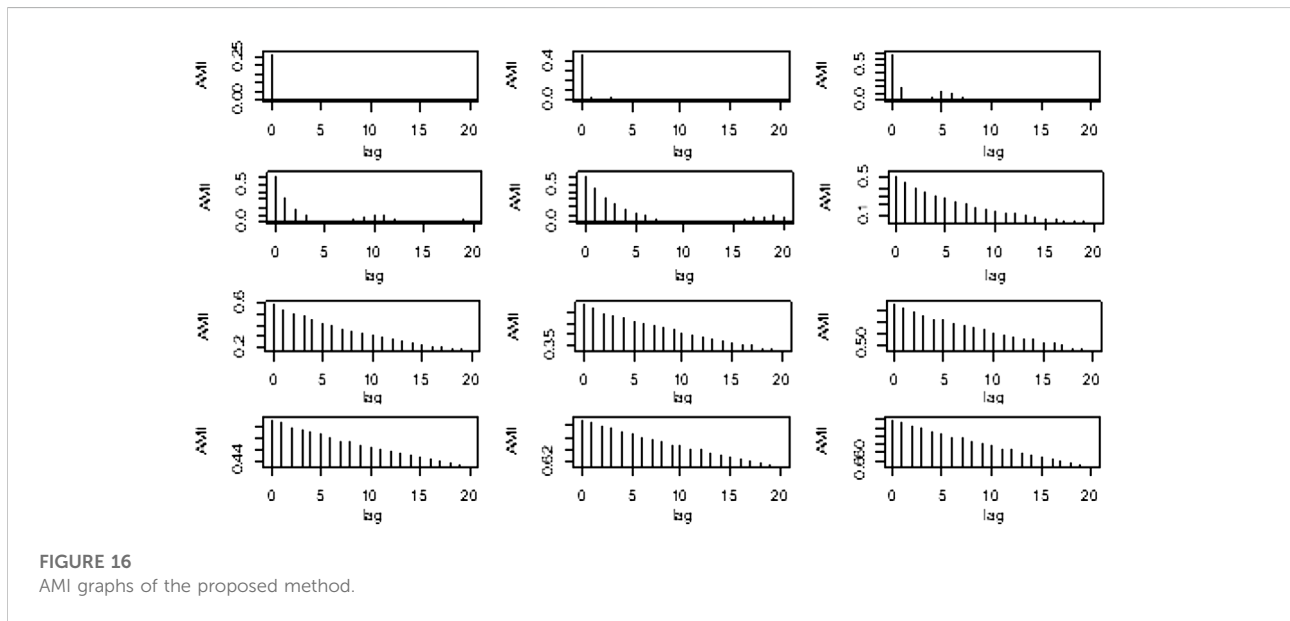 AMI 0.00 0.25 AMI 0.0 0.4 AMI 0.0 0.5
0 5 10 15 20 0 5 10 15 20 0 5 10 15 20
lag lag lag
AMI 0.0 0.5 AMI 0.0 0.5 AMI 0.1 0.5
0 5 10 15 20 0 5 10 15 20 0 5 10 15 20
lag lag lag
AMI 0.2 0.6 AMI 0.35 AMI 0.50
0 5 10 15 20 0 5 10 15 20 0 5 10 15 20
lag lag lag
AMI 0.44 AMI 0.62 AMI 0.660
0 5 10 15 20 0 5 10 15 20 0 5 10 15 20
lag lag lag
FIGURE 16
AMI graphs of the proposed method.